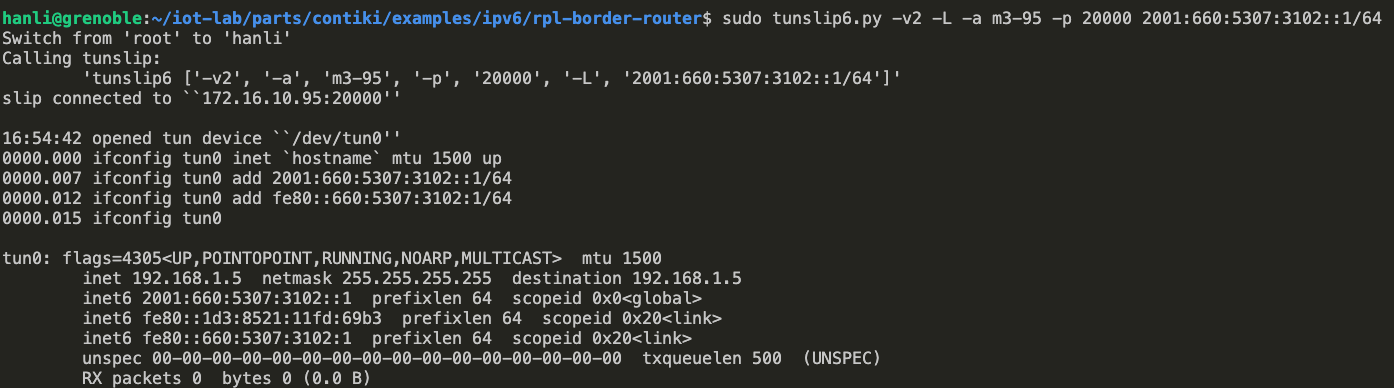 hanli@grenoble:~/iot-lab/parts/contiki/examples/ipv6/rpl-border-router$ sudo tunslip6.py -v2 -L -a m3-95 -p 20000 2001:660:5307:3102::1/64
Switch from 'root' to 'hanli'
Calling tunslip:
        'tunslip6 ['-v2', '-a', 'm3-95', '-p', '20000', '-L', '2001:660:5307:3102::1/64']'
slip connected to ``172.16.10.95:20000''

16:54:42 opened tun device ``/dev/tun0''
0000.000 ifconfig tun0 inet `hostname` mtu 1500 up
0000.007 ifconfig tun0 add 2001:660:5307:3102::1/64
0000.012 ifconfig tun0 add fe80::660:5307:3102:1/64
0000.015 ifconfig tun0

tun0: flags=4305<UP,POINTOPOINT,RUNNING,NOARP,MULTICAST>  mtu 1500
        inet 192.168.1.5  netmask 255.255.255.255  destination 192.168.1.5
        inet6 2001:660:5307:3102::1  prefixlen 64  scopeid 0x0<global>
        inet6 fe80::1d3:8521:11fd:69b3  prefixlen 64  scopeid 0x20<link>
        inet6 fe80::660:5307:3102:1  prefixlen 64  scopeid 0x20<link>
        unspec 00-00-00-00-00-00-00-00-00-00-00-00-00-00-00-00  txqueuelen 500  (UNSPEC)
        RX packets 0  bytes 0 (0.0 B)